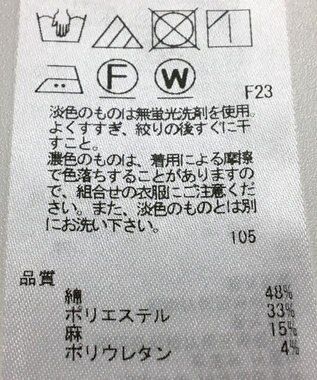 F W
F23
淡色のものは無蛍光洗剤を使用。
よくすすぎ、絞りの後すぐに干
すこと。
濃色のものは、着用による摩擦
で色落ちすることがありますの
で、組合せの衣服にご注意くだ
さい。また、淡色のものとは別
にお洗い下さい。
105
品質
綿 48%
ポリエステル 33%
麻 15%
ポリウレタン 4%